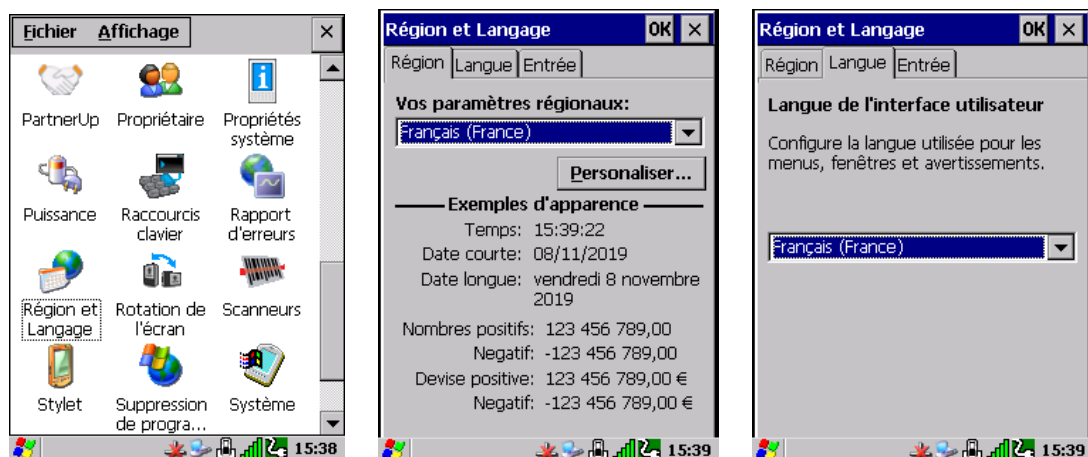 Fichier Affichage
PartnerUp Propriétaire Propriétés système
Puissance Raccourcis clavier Rapport d'erreurs
Région et Langage Rotation de l'écran Scanneurs
Stylet Suppression de progra... Système
15:38
Région et Langage OK
Région Langue Entrée
Vos paramètres régionaux:
Français (France)
Personaliser...
Exemples d'apparence
Temps: 15:39:22
Date courte: 08/11/2019
Date longue: vendredi 8 novembre
2019
Nombres positifs: 123 456 789,00
Negatif: -123 456 789,00
Devise positive: 123 456 789,00 €
Negatif: -123 456 789,00 €
15:39
Région et Langage OK
Région Langue Entrée
Langue de l'interface utilisateur
Configure la langue utilisée pour les
menus, fenêtres et avertissements.
Français (France)
15:39